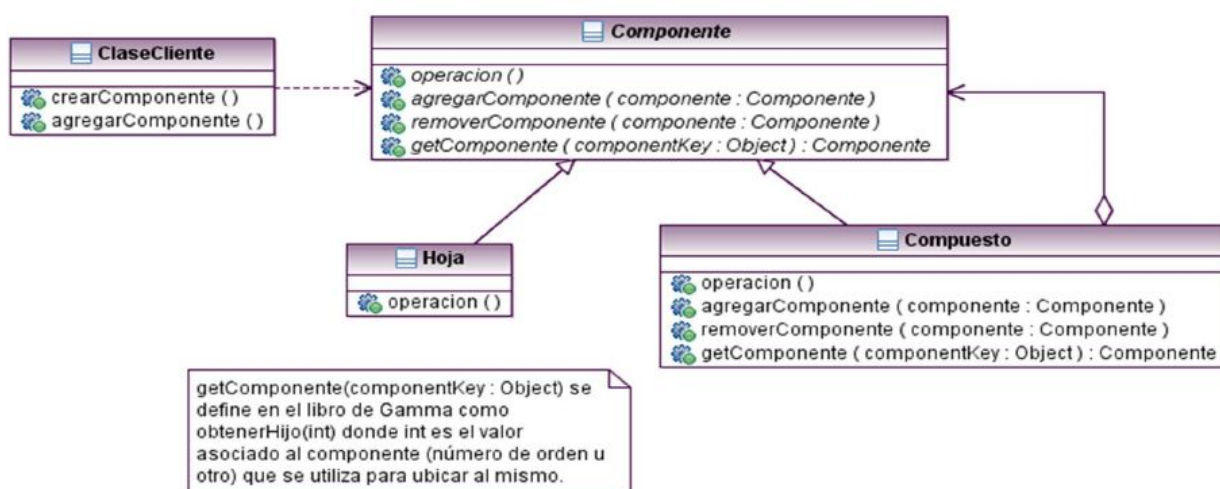 ClaseCliente
crearComponente ( )
agregarComponente ( )
Componente
operacion ( )
agregarComponente ( componente : Componente )
removerComponente ( componente : Componente )
getComponente ( componentKey : Object ) : Componente
Hoja
operacion ( )
Compuesto
operacion ( )
agregarComponente ( componente : Componente )
removerComponente ( componente : Componente )
getComponente ( componentKey : Object ) : Componente
getComponente(componentKey : Object) se
define en el libro de Gamma como
obtenerHijo(int) donde int es el valor
asociado al componente (número de orden u
otro) que se utiliza para ubicar al mismo.